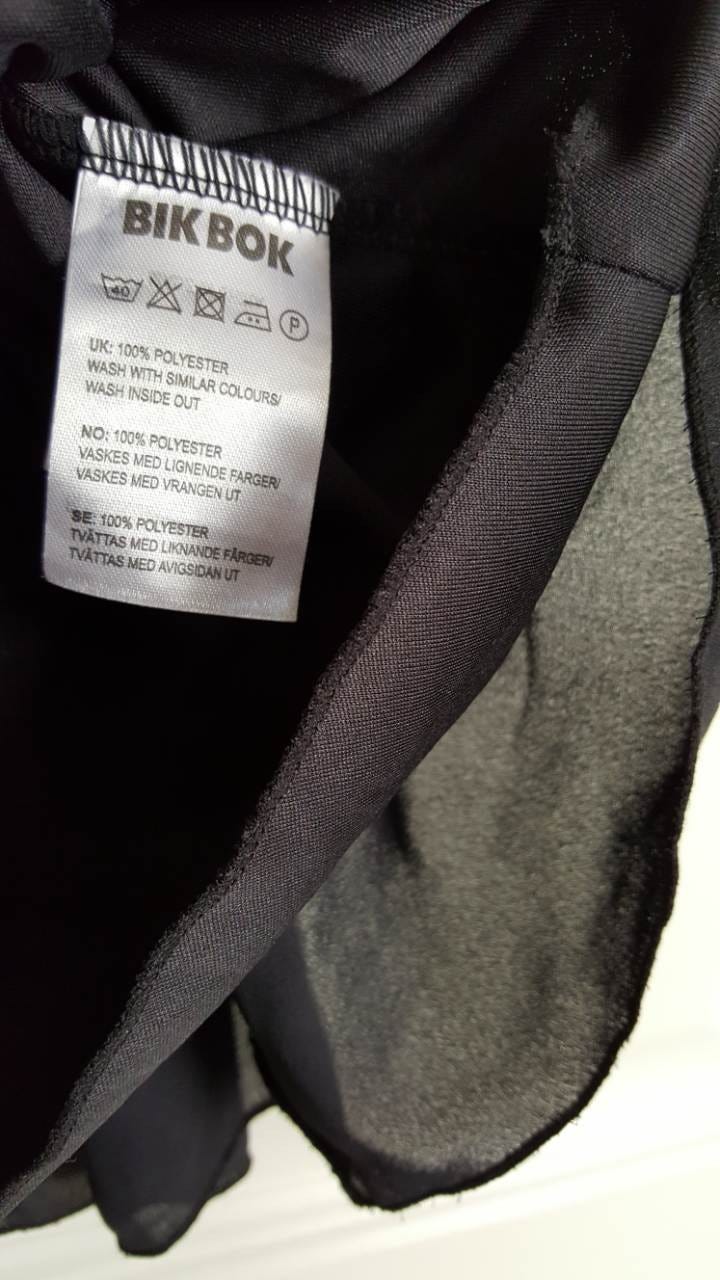 BIK BOK
40 P
UK: 100% POLYESTER
WASH WITH SIMILAR COLOURS/
WASH INSIDE OUT
NO: 100% POLYESTER
VASKES MED LIGNENDE FARGER/
VASKES MED VRANGEN UT
SE: 100% POLYESTER
TVÄTTAS MED LIKNANDE FÄRGER/
TVÄTTAS MED AVIGSIDAN UT